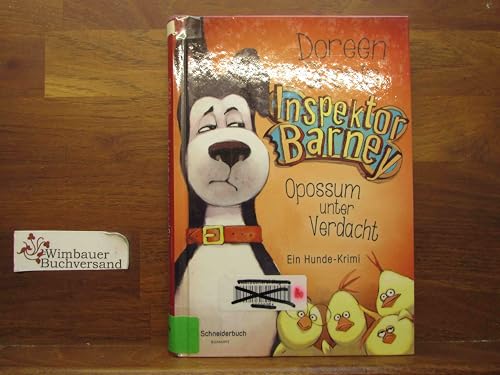 Doreen
Inspektor
Barney
Opossum
unter
Verdacht
Ein Hunde-Krimi
Schneiderbuch
Wimbauer
Buchversand